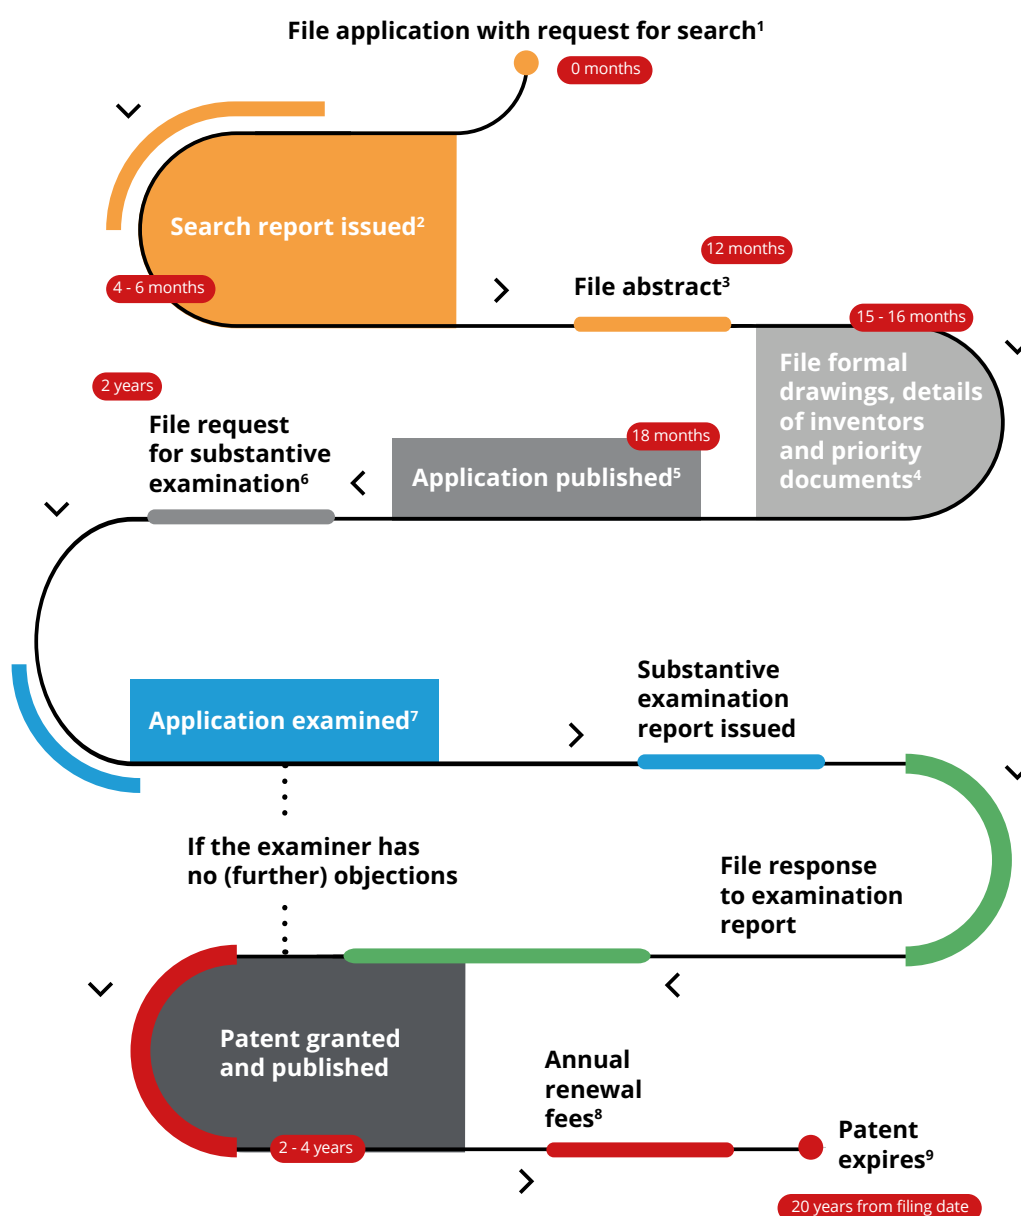 File application with request for search¹
0 months
Search report issued²
4 - 6 months
12 months
File abstract³
15 - 16 months
File formal
drawings, details
of inventors
and priority
documents⁴
18 months
Application published⁵
2 years
File request
for substantive
examination⁶
Application examined⁷
Substantive
examination
report issued
If the examiner has
no (further) objections
File response
to examination
report
Patent granted
and published
2 - 4 years
Annual
renewal
fees⁸
Patent
expires⁹
20 years from filing date